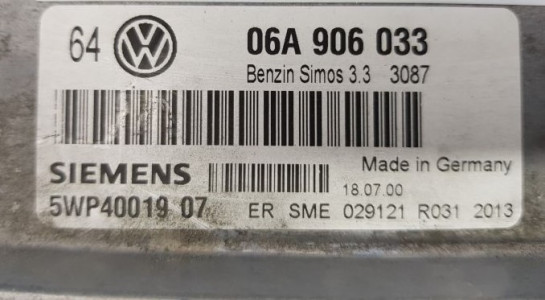 64 VW 06A 906 033
Benzin Simos 3.3 3087
SIEMENS Made in Germany
18.07.00
5WP40019 07 ER SME 029121 R031 2013